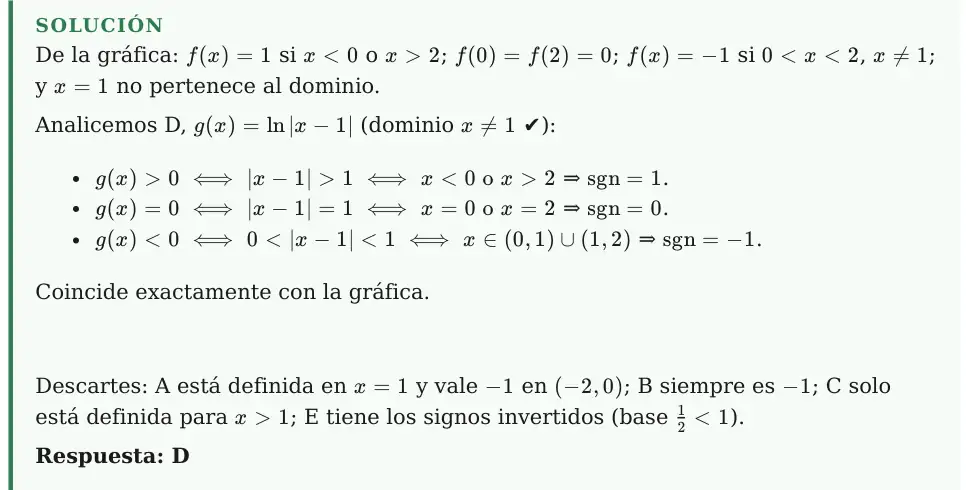 SOLUCIÓN
De la gráfica: f(x) = 1 si x < 0 o x > 2; f(0) = f(2) = 0; f(x) = −1 si 0 < x < 2, x ≠ 1;
y x = 1 no pertenece al dominio.
Analicemos D, g(x) = ln|x − 1| (dominio x ≠ 1 ✔):
• g(x) > 0 ⟺ |x − 1| > 1 ⟺ x < 0 o x > 2 ⇒ sgn = 1.
• g(x) = 0 ⟺ |x − 1| = 1 ⟺ x = 0 o x = 2 ⇒ sgn = 0.
• g(x) < 0 ⟺ 0 < |x − 1| < 1 ⟺ x ∈ (0, 1) ∪ (1, 2) ⇒ sgn = −1.
Coincide exactamente con la gráfica.
Descartes: A está definida en x = 1 y vale −1 en (−2, 0); B siempre es −1; C solo
está definida para x > 1; E tiene los signos invertidos (base 1/2 < 1).
Respuesta: D